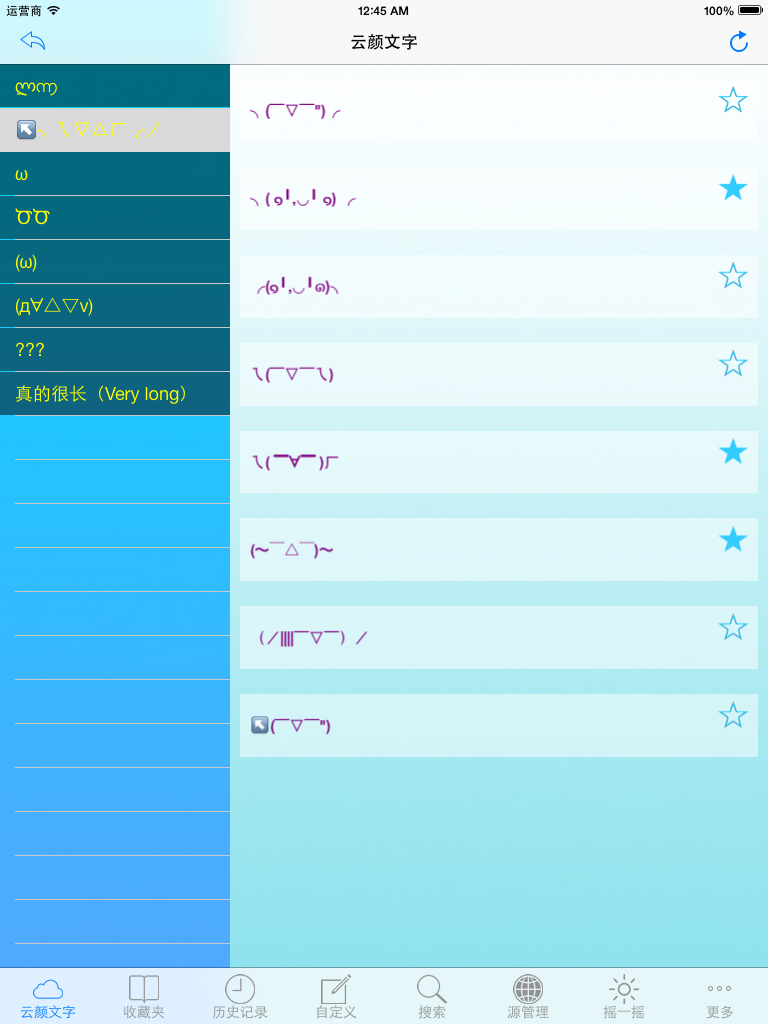 运营商 12:45 AM 100%
云颜文字
ლന
↖╮ㄟ▽△ㄏ╭╱
ω
ԾԾ
(ω)
(д∀△▽v)
???
真的很长（Very long）
╮(￣▽￣")╭
╮( ๑╹,◡╹ ๑) ╭
╭(๑╹,◡╹๑)╮
ㄟ(￣▽￣ㄟ)
ㄟ( ￣∀￣ )ㄏ
(～￣△￣)～
（／||||￣▽￣）／
↖(￣▽￣")
云颜文字 收藏夹 历史记录 自定义 搜索 源管理 摇一摇 更多